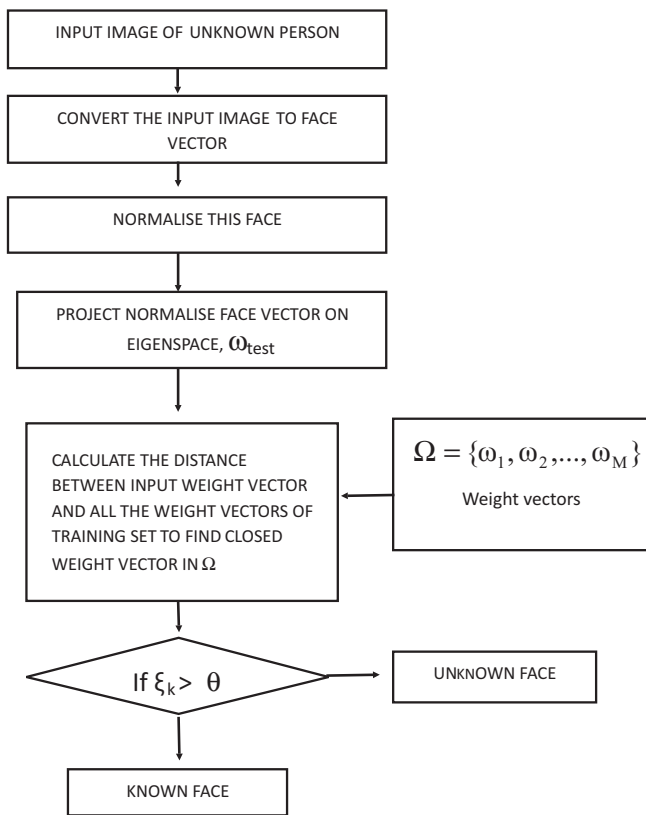 INPUT IMAGE OF UNKNOWN PERSON
CONVERT THE INPUT IMAGE TO FACE
VECTOR
NORMALISE THIS FACE
PROJECT NORMALISE FACE VECTOR ON
EIGENSPACE, ω_test
CALCULATE THE DISTANCE
BETWEEN INPUT WEIGHT VECTOR
AND ALL THE WEIGHT VECTORS OF
TRAINING SET TO FIND CLOSED
WEIGHT VECTOR IN Ω
Ω = {ω₁, ω₂,..., ω_M}
Weight vectors
If ξₖ > θ
UNKNOWN FACE
KNOWN FACE